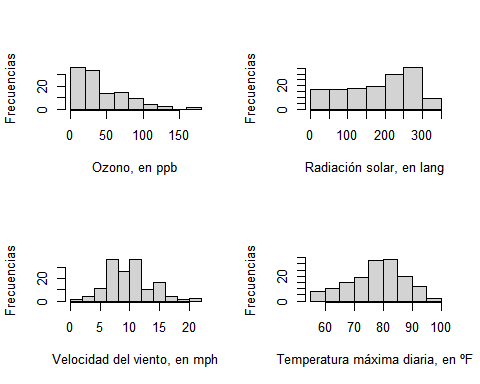 Frecuencias
0 20
0 50 100 150
Ozono, en ppb
Frecuencias
0 20
0 100 200 300
Radiación solar, en lang
Frecuencias
0 20
0 5 10 15 20
Velocidad del viento, en mph
Frecuencias
0 20
60 70 80 90 100
Temperatura máxima diaria, en ºF